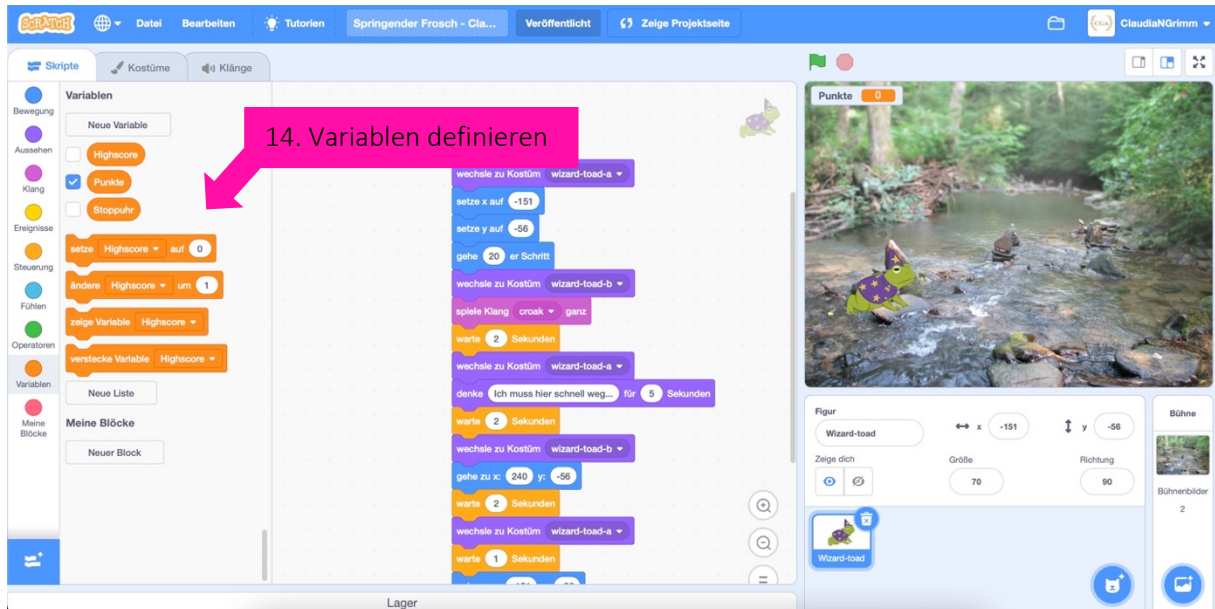 SCRATCH
Datei
Bearbeiten
Tutorien
Springender Frosch - Cla...
Veröffentlicht
Zeige Projektseite
ClaudiaNGrimm
Skripte
Kostüme
Klänge
Bewegung
Aussehen
Klang
Ereignisse
Steuerung
Fühlen
Operatoren
Variablen
Meine
Blöcke
Variablen
Neue Variable
Highscore
Punkte
Stoppuhr
setze Highscore auf 0
ändere Highscore um 1
zeige Variable Highscore
verstecke Variable Highscore
Neue Liste
Meine Blöcke
Neuer Block
14. Variablen definieren
wechsle zu Kostüm wizard-toad-a
setze x auf -151
setze y auf -56
gehe 20 er Schritt
wechsle zu Kostüm wizard-toad-b
spiele Klang croak ganz
warte 2 Sekunden
wechsle zu Kostüm wizard-toad-a
denke Ich muss hier schnell weg... für 5 Sekunden
warte 2 Sekunden
wechsle zu Kostüm wizard-toad-b
gehe zu x: 240 y: -56
warte 2 Sekunden
wechsle zu Kostüm wizard-toad-a
warte 1 Sekunden
Lager
Punkte 0
Figur
Wizard-toad
x -151
y -56
Zeige dich
Größe
70
Richtung
90
Wizard-toad
Bühne
Bühnenbilder
2